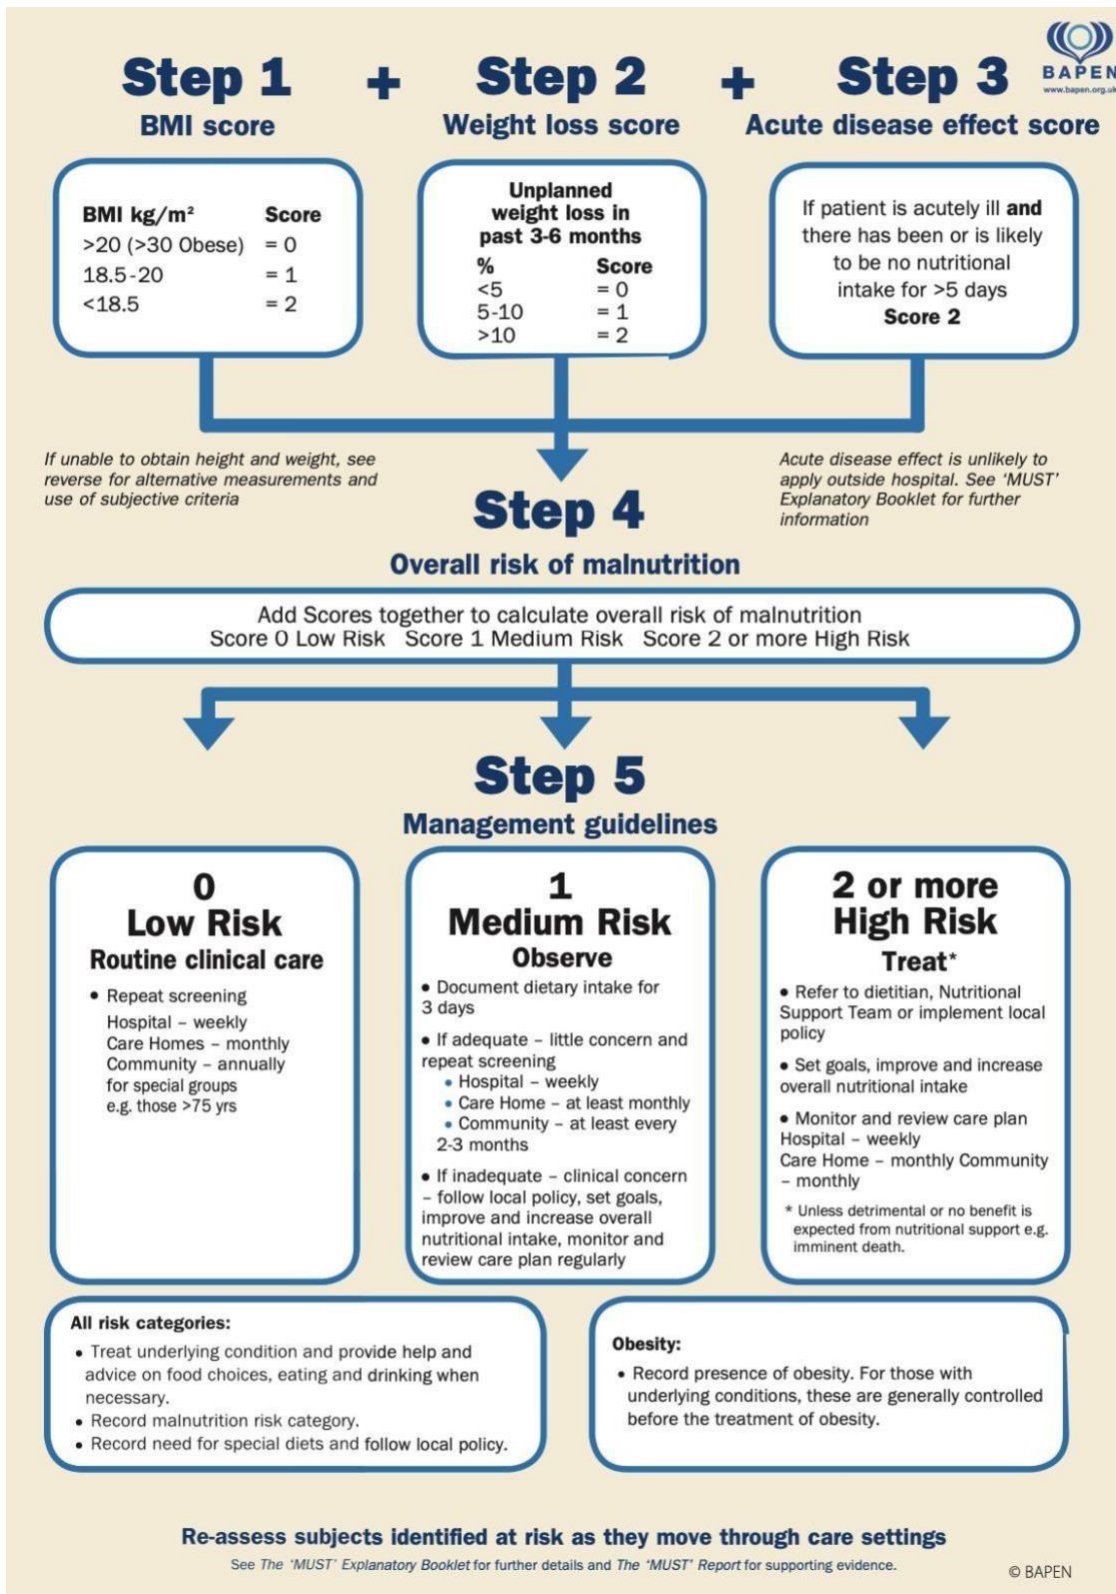 Step 1 + Step 2 + Step 3
BAPEN
www.bapen.org.uk
BMI score
Weight loss score
Acute disease effect score
BMI kg/m² Score
>20 (>30 Obese) = 0
18.5-20 = 1
<18.5 = 2
Unplanned
weight loss in
past 3-6 months
% Score
<5 = 0
5-10 = 1
>10 = 2
If patient is acutely ill and
there has been or is likely
to be no nutritional
intake for >5 days
Score 2
If unable to obtain height and weight, see
reverse for alternative measurements and
use of subjective criteria
Acute disease effect is unlikely to
apply outside hospital. See ‘MUST’
Explanatory Booklet for further
information
Step 4
Overall risk of malnutrition
Add Scores together to calculate overall risk of malnutrition
Score 0 Low Risk Score 1 Medium Risk Score 2 or more High Risk
Step 5
Management guidelines
0
Low Risk
Routine clinical care
• Repeat screening
Hospital – weekly
Care Homes – monthly
Community – annually
for special groups
e.g. those >75 yrs
1
Medium Risk
Observe
• Document dietary intake for
3 days
• If adequate – little concern and
repeat screening
• Hospital – weekly
• Care Home – at least monthly
• Community – at least every
2-3 months
• If inadequate – clinical concern
– follow local policy, set goals,
improve and increase overall
nutritional intake, monitor and
review care plan regularly
2 or more
High Risk
Treat*
• Refer to dietitian, Nutritional
Support Team or implement local
policy
• Set goals, improve and increase
overall nutritional intake
• Monitor and review care plan
Hospital – weekly
Care Home – monthly Community
– monthly
* Unless detrimental or no benefit is
expected from nutritional support e.g.
imminent death.
All risk categories:
• Treat underlying condition and provide help and
advice on food choices, eating and drinking when
necessary.
• Record malnutrition risk category.
• Record need for special diets and follow local policy.
Obesity:
• Record presence of obesity. For those with
underlying conditions, these are generally controlled
before the treatment of obesity.
Re-assess subjects identified at risk as they move through care settings
See The ‘MUST’ Explanatory Booklet for further details and The ‘MUST’ Report for supporting evidence.
© BAPEN